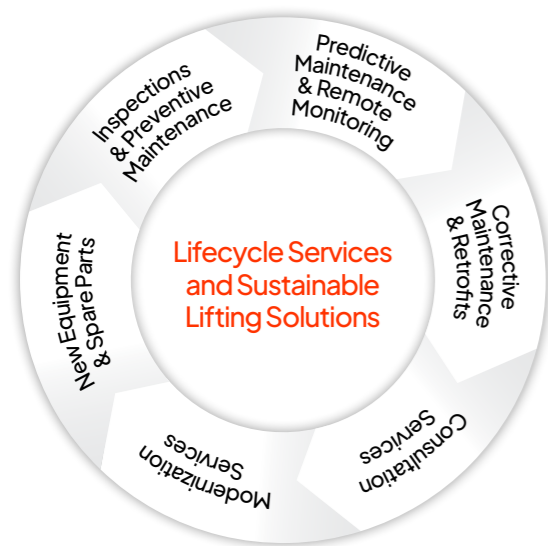 Predictive
Maintenance
& Remote
Monitoring
Corrective
Maintenance
& Retrofits
Consultation
Services
Modernization
Services
New Equipment
& Spare Parts
Inspections
& Preventive
Maintenance
Lifecycle Services
and Sustainable
Lifting Solutions